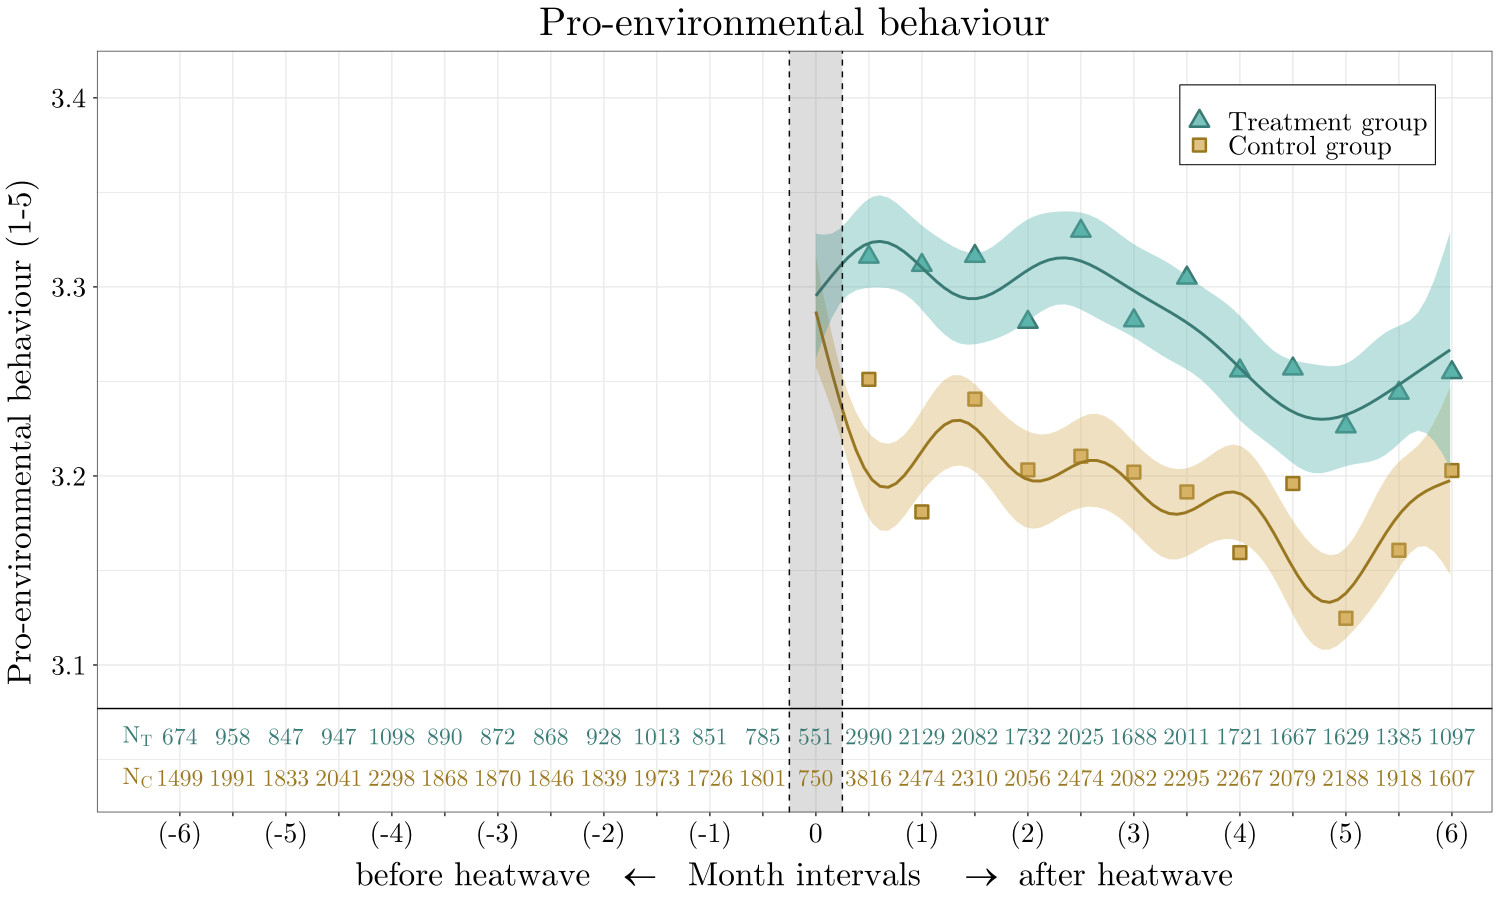 Pro-environmental behaviour
Pro-environmental behaviour (1-5)
3.4
3.3
3.2
3.1
Treatment group
Control group
N_T 674 958 847 947 1098 890 872 868 928 1013 851 785 551 2990 2129 2082 1732 2025 1688 2011 1721 1667 1629 1385 1097
N_C 1499 1991 1833 2041 2298 1868 1870 1846 1839 1973 1726 1801 750 3816 2474 2310 2056 2474 2082 2295 2267 2079 2188 1918 1607
(-6) (-5) (-4) (-3) (-2) (-1) 0 (1) (2) (3) (4) (5) (6)
before heatwave ← Month intervals → after heatwave